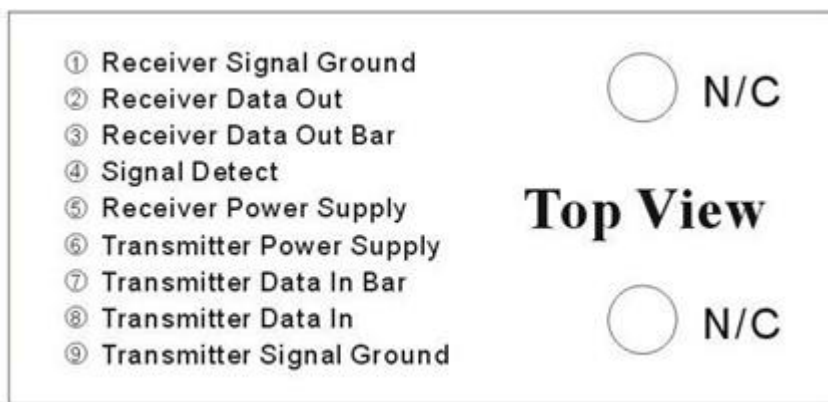 ① Receiver Signal Ground
② Receiver Data Out
③ Receiver Data Out Bar
④ Signal Detect
⑤ Receiver Power Supply
⑥ Transmitter Power Supply
⑦ Transmitter Data In Bar
⑧ Transmitter Data In
⑨ Transmitter Signal Ground
N/C
Top View
N/C